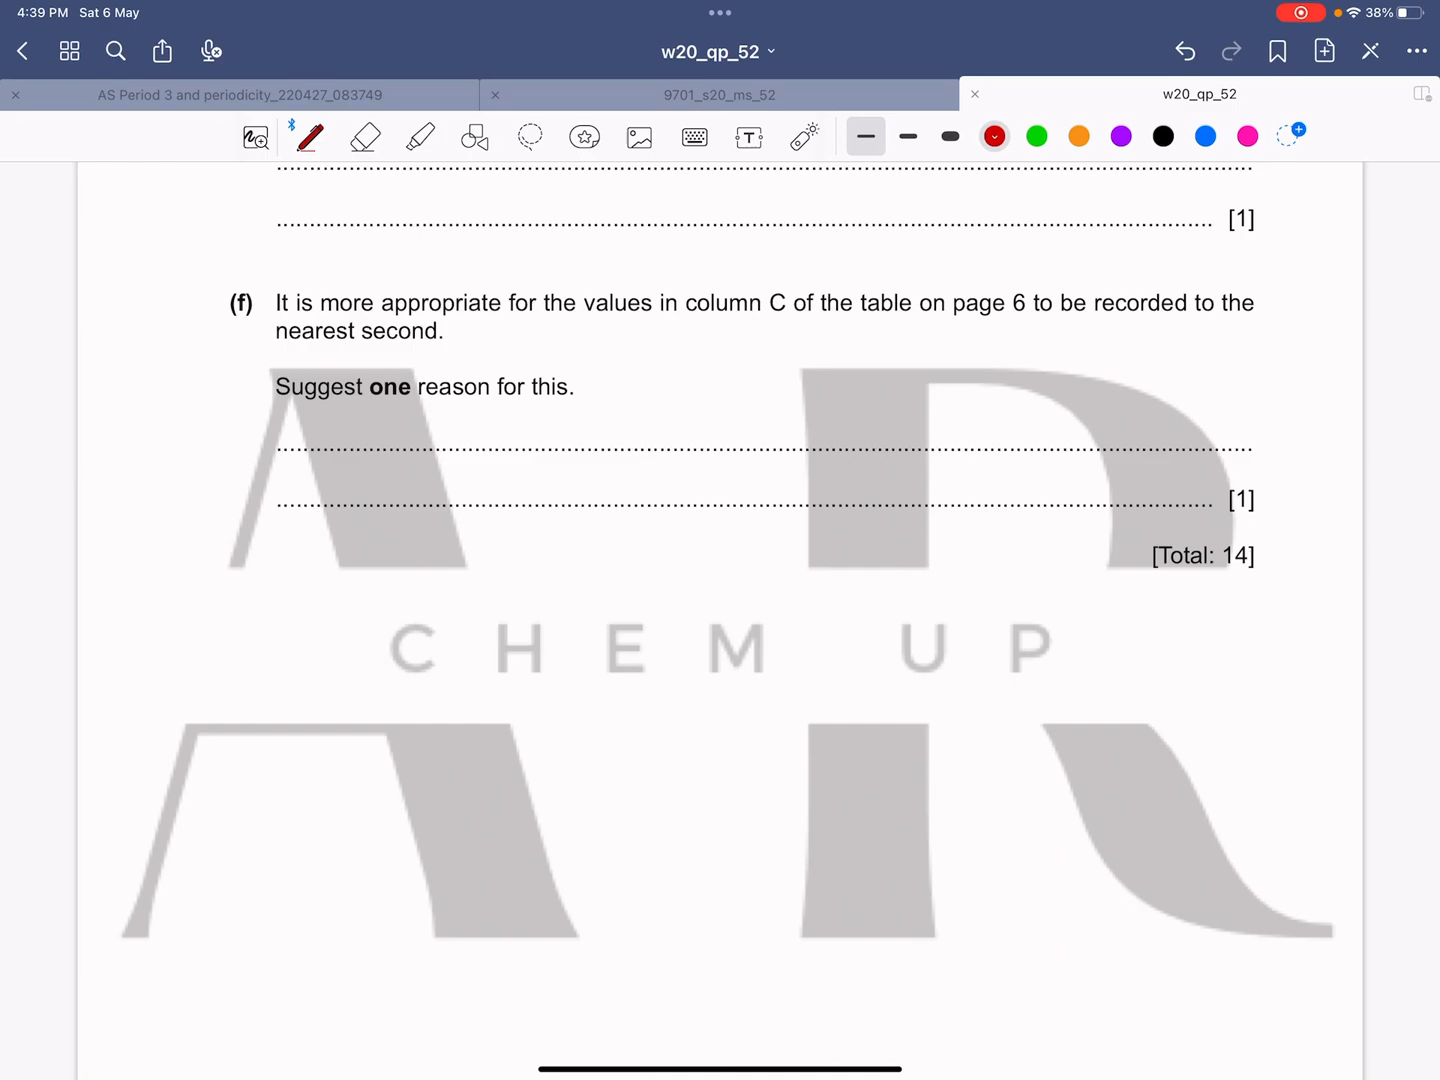 4:39 PM Sat 6 May
38%
w20_qp_52
AS Period 3 and periodicity_220427_083749
9701_s20_ms_52
w20_qp_52
[1]
(f) It is more appropriate for the values in column C of the table on page 6 to be recorded to the
nearest second.
Suggest one reason for this.
[1]
[Total: 14]
CHEM UP